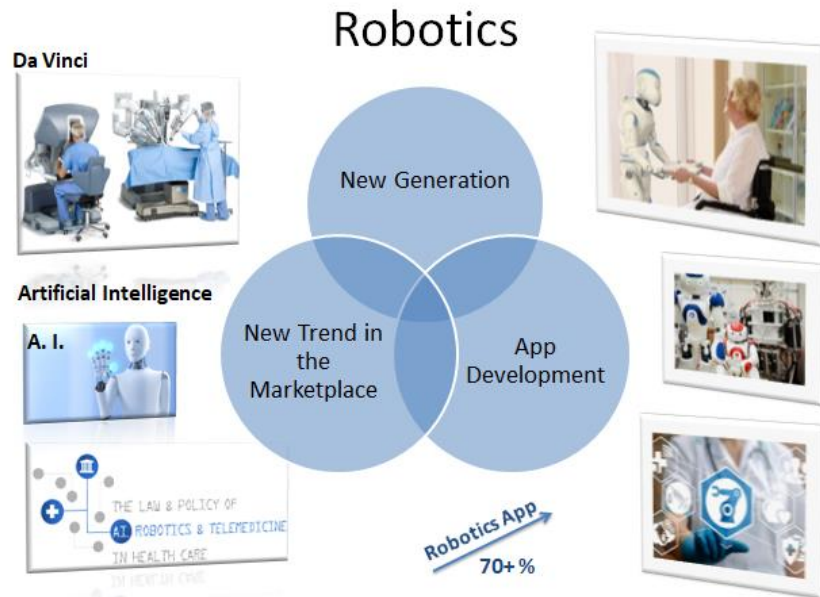 Robotics
Da Vinci
New Generation
Artificial Intelligence
A. I.
New Trend in
the
Marketplace
App
Development
THE LAW & POLICY OF
A.I. ROBOTICS & TELEMEDICINE
IN HEALTH CARE
Robotics App
70+%